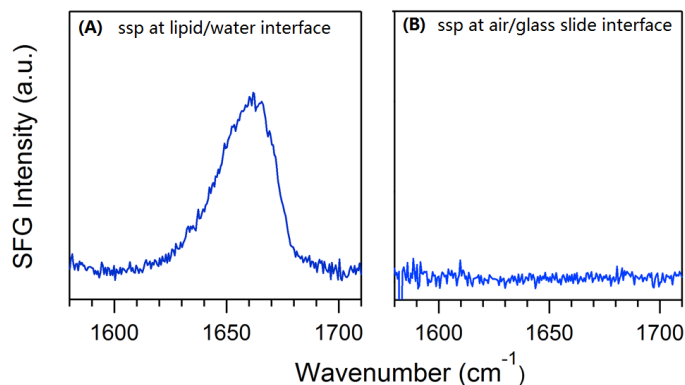 (A) ssp at lipid/water interface
(B) ssp at air/glass slide interface
SFG Intensity (a.u.)
1600 1650 1700
1600 1650 1700
Wavenumber (cm⁻¹)